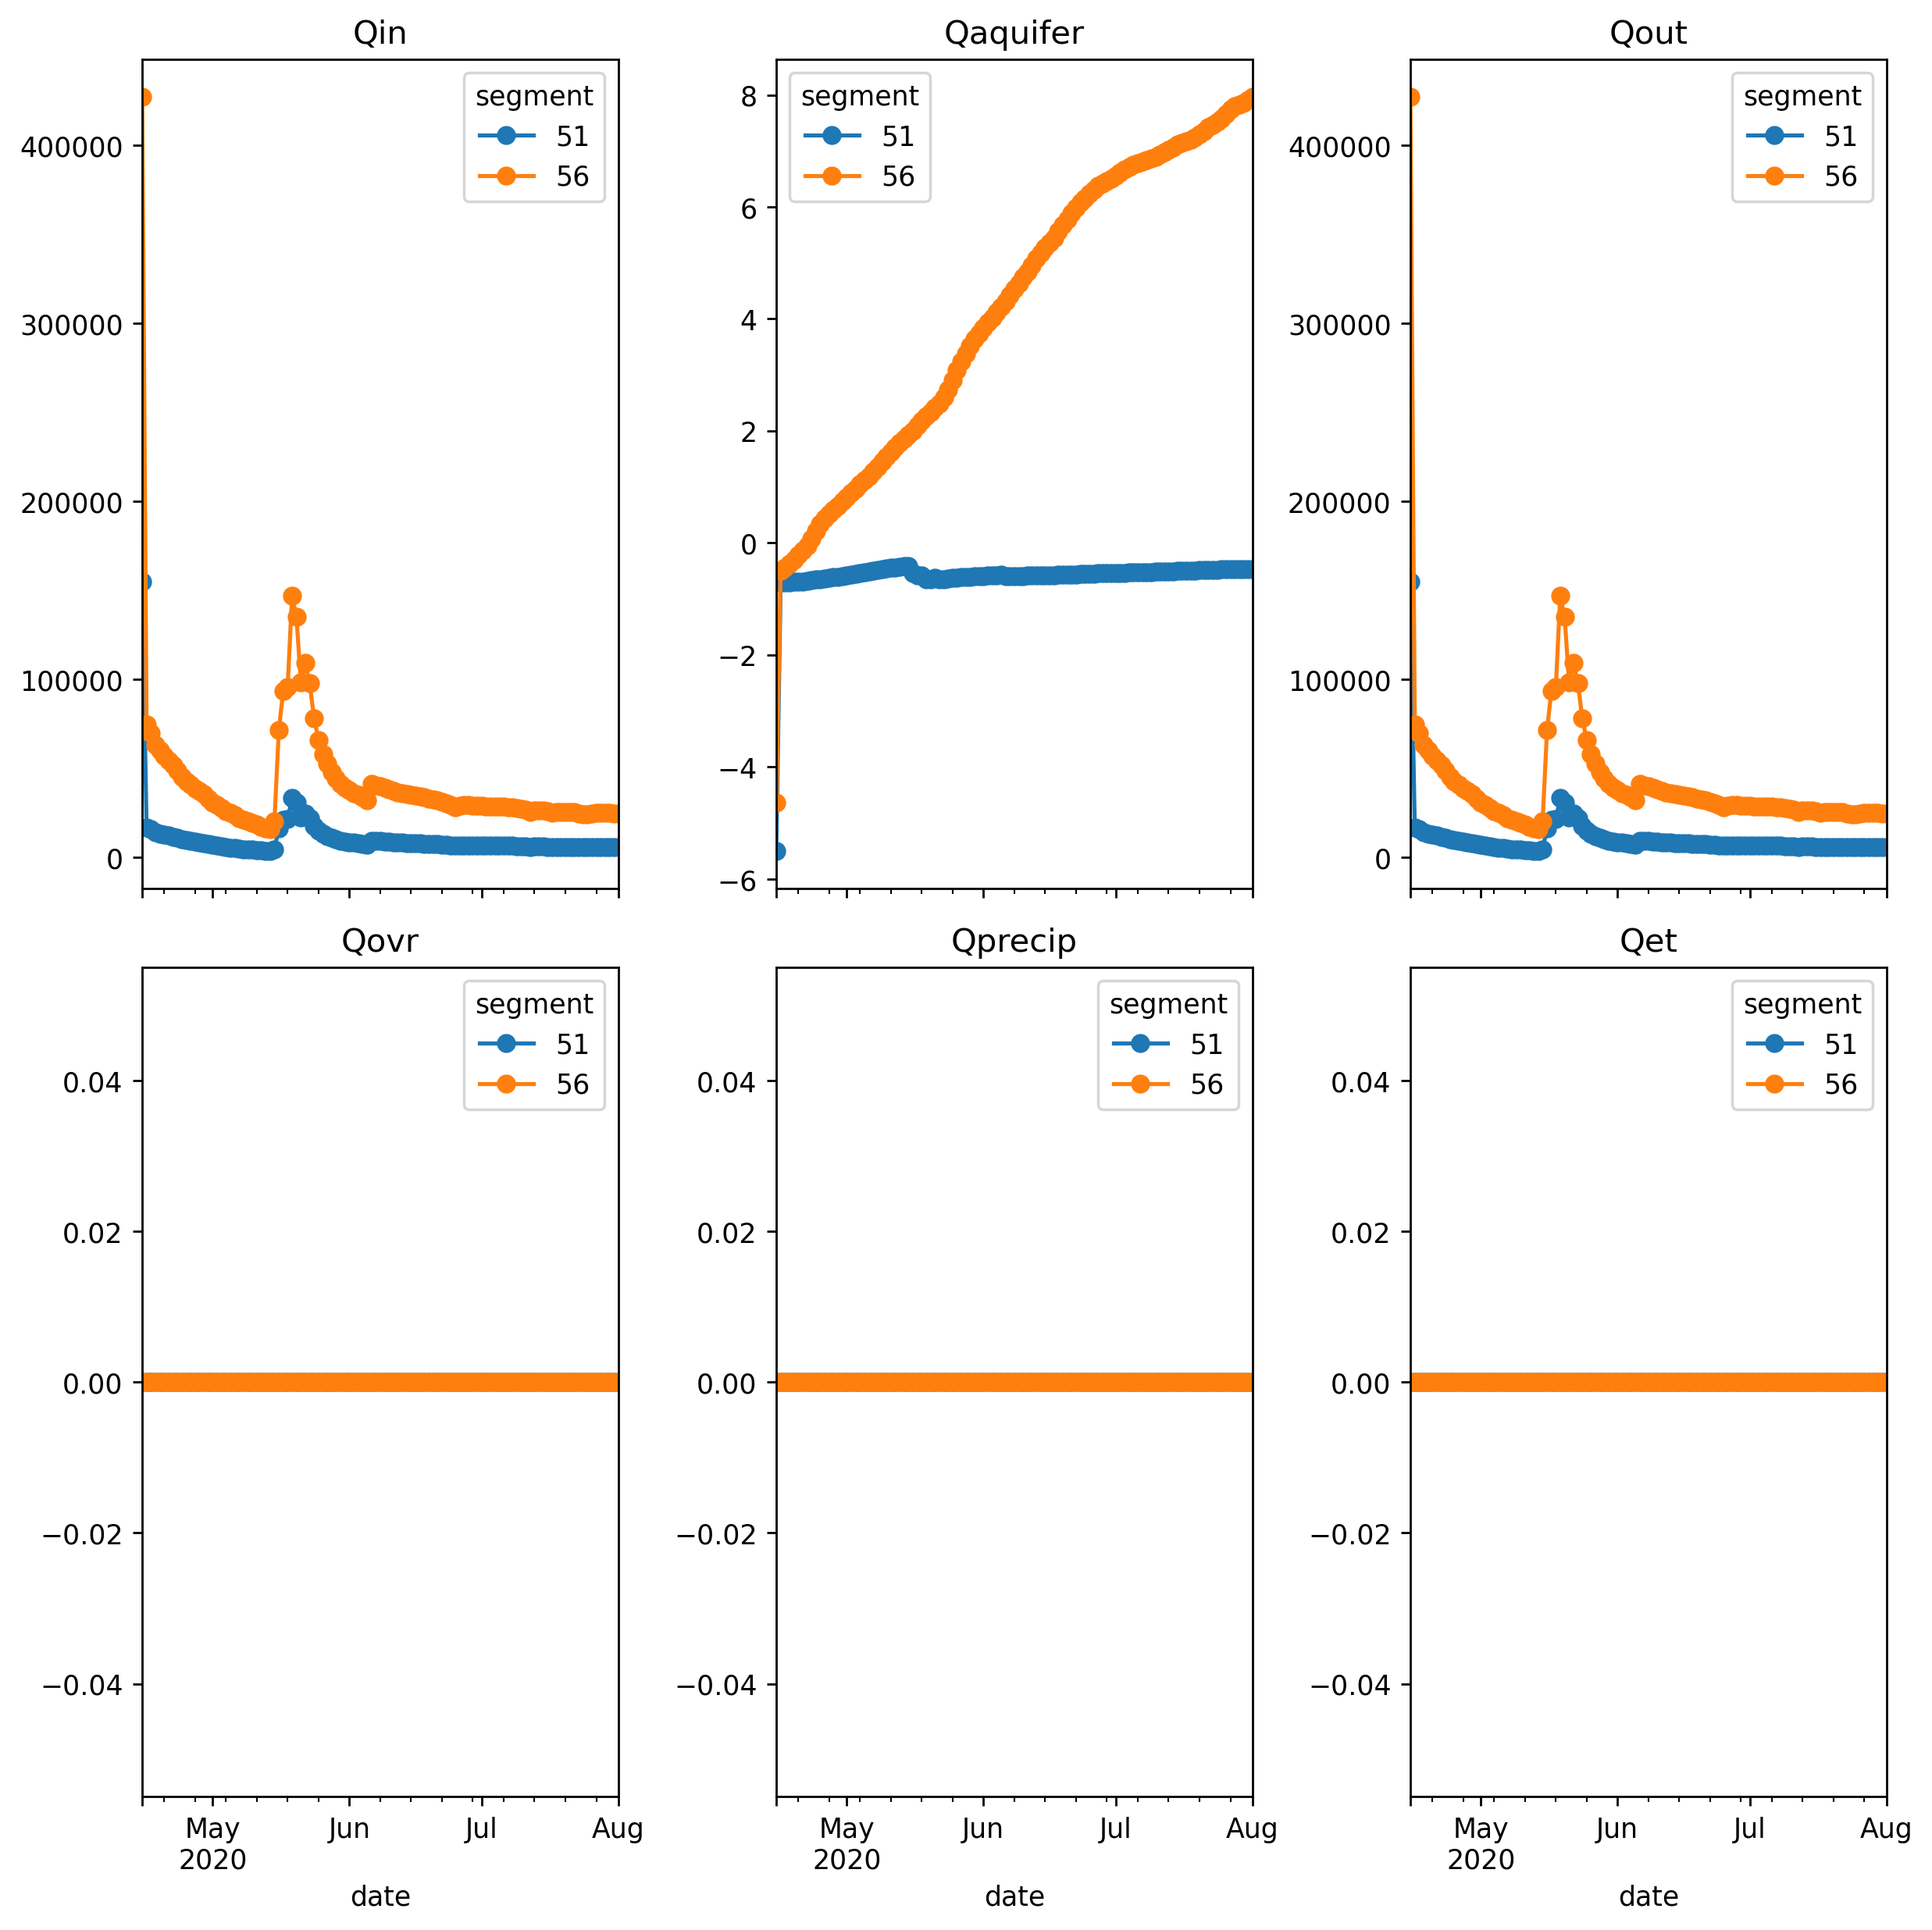 Qin
segment
51
56
400000
300000
200000
100000
0
Qaquifer
segment
51
56
8
6
4
2
0
−2
−4
−6
Qout
segment
51
56
400000
300000
200000
100000
0
Qovr
segment
51
56
0.04
0.02
0.00
−0.02
−0.04
May
2020
Jun
Jul
Aug
date
Qprecip
segment
51
56
0.04
0.02
0.00
−0.02
−0.04
May
2020
Jun
Jul
Aug
date
Qet
segment
51
56
0.04
0.02
0.00
−0.02
−0.04
May
2020
Jun
Jul
Aug
date